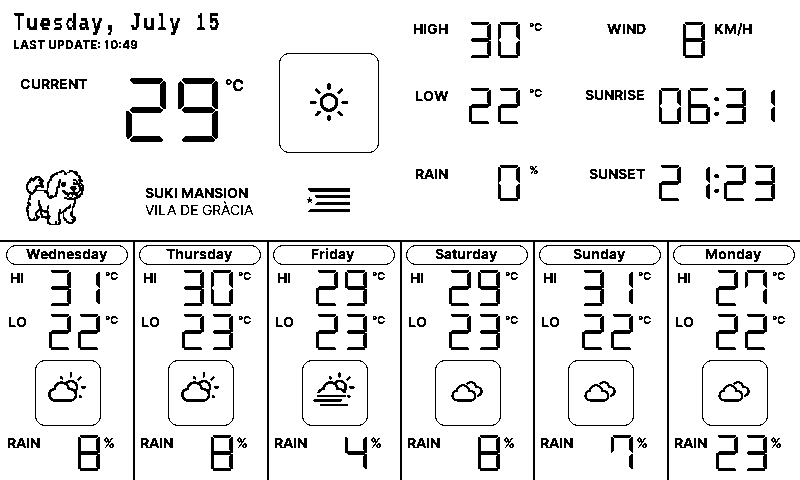 Tuesday, July 15
LAST UPDATE: 10:49
CURRENT 29 °C
SUKI MANSION
VILA DE GRÀCIA
HIGH 30 °C
LOW 22 °C
RAIN 0 %
WIND 8 KM/H
SUNRISE 06:31
SUNSET 21:23
Wednesday
HI 31 °C
LO 22 °C
RAIN 8 %
Thursday
HI 30 °C
LO 23 °C
RAIN 8 %
Friday
HI 29 °C
LO 23 °C
RAIN 4 %
Saturday
HI 29 °C
LO 23 °C
RAIN 8 %
Sunday
HI 31 °C
LO 22 °C
RAIN 7 %
Monday
HI 27 °C
LO 22 °C
RAIN 23 %